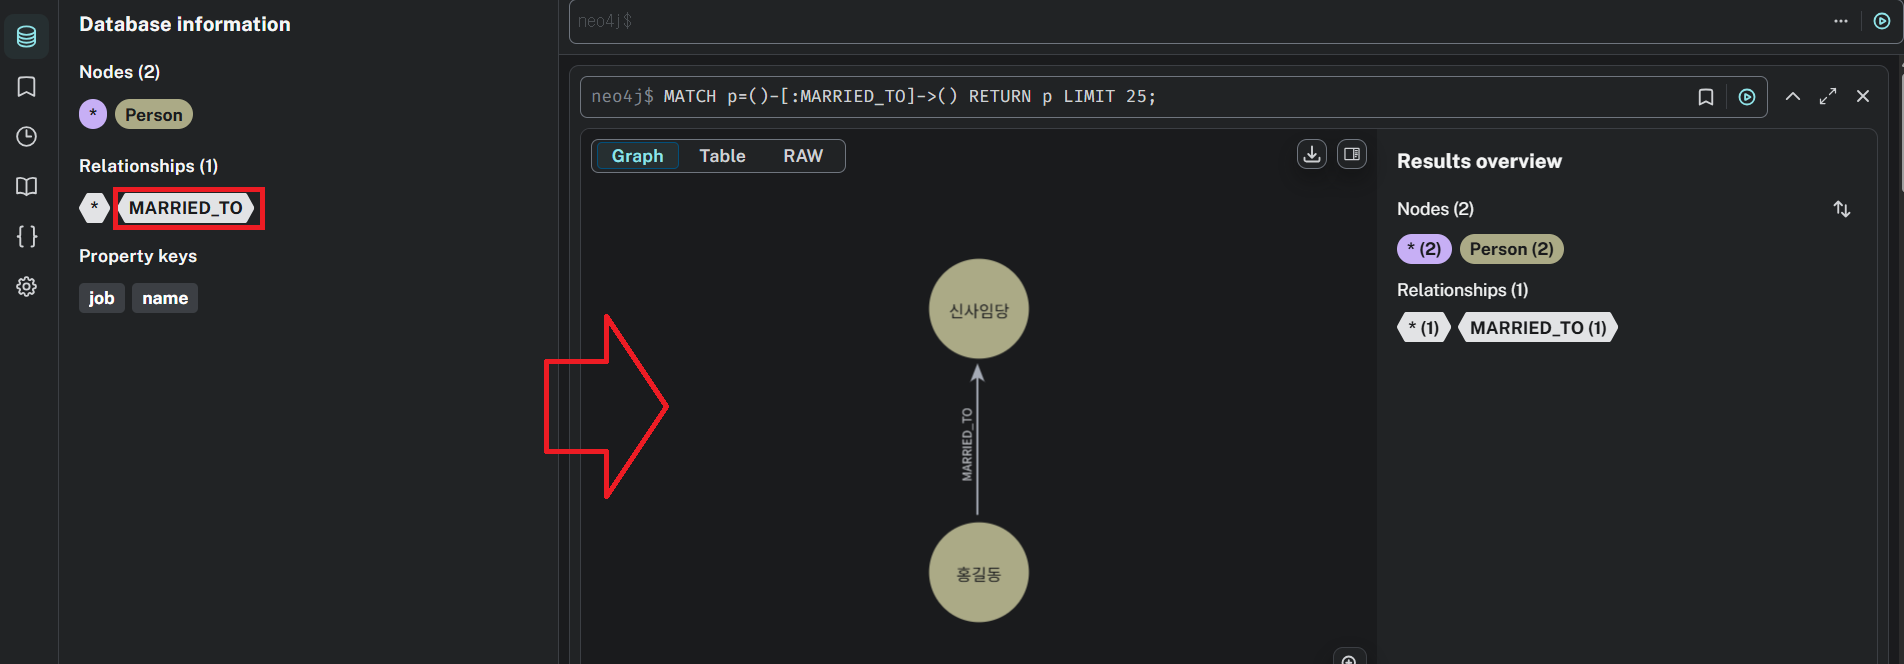 Database information
Nodes (2)
* Person
Relationships (1)
* MARRIED_TO
Property keys
job name
neo4j$
neo4j$ MATCH p=()-[:MARRIED_TO]->() RETURN p LIMIT 25;
Graph Table RAW
신사임당
MARRIED_TO
홍길동
Results overview
Nodes (2)
* (2) Person (2)
Relationships (1)
* (1) MARRIED_TO (1)